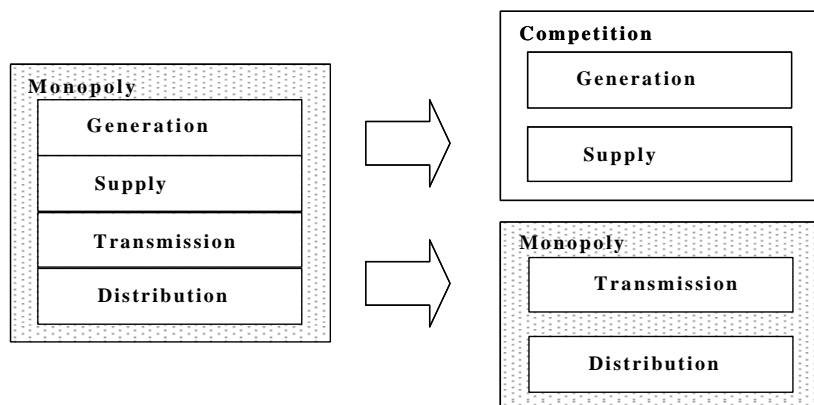 Monopoly
Generation
Supply
Transmission
Distribution
Competition
Generation
Supply
Monopoly
Transmission
Distribution